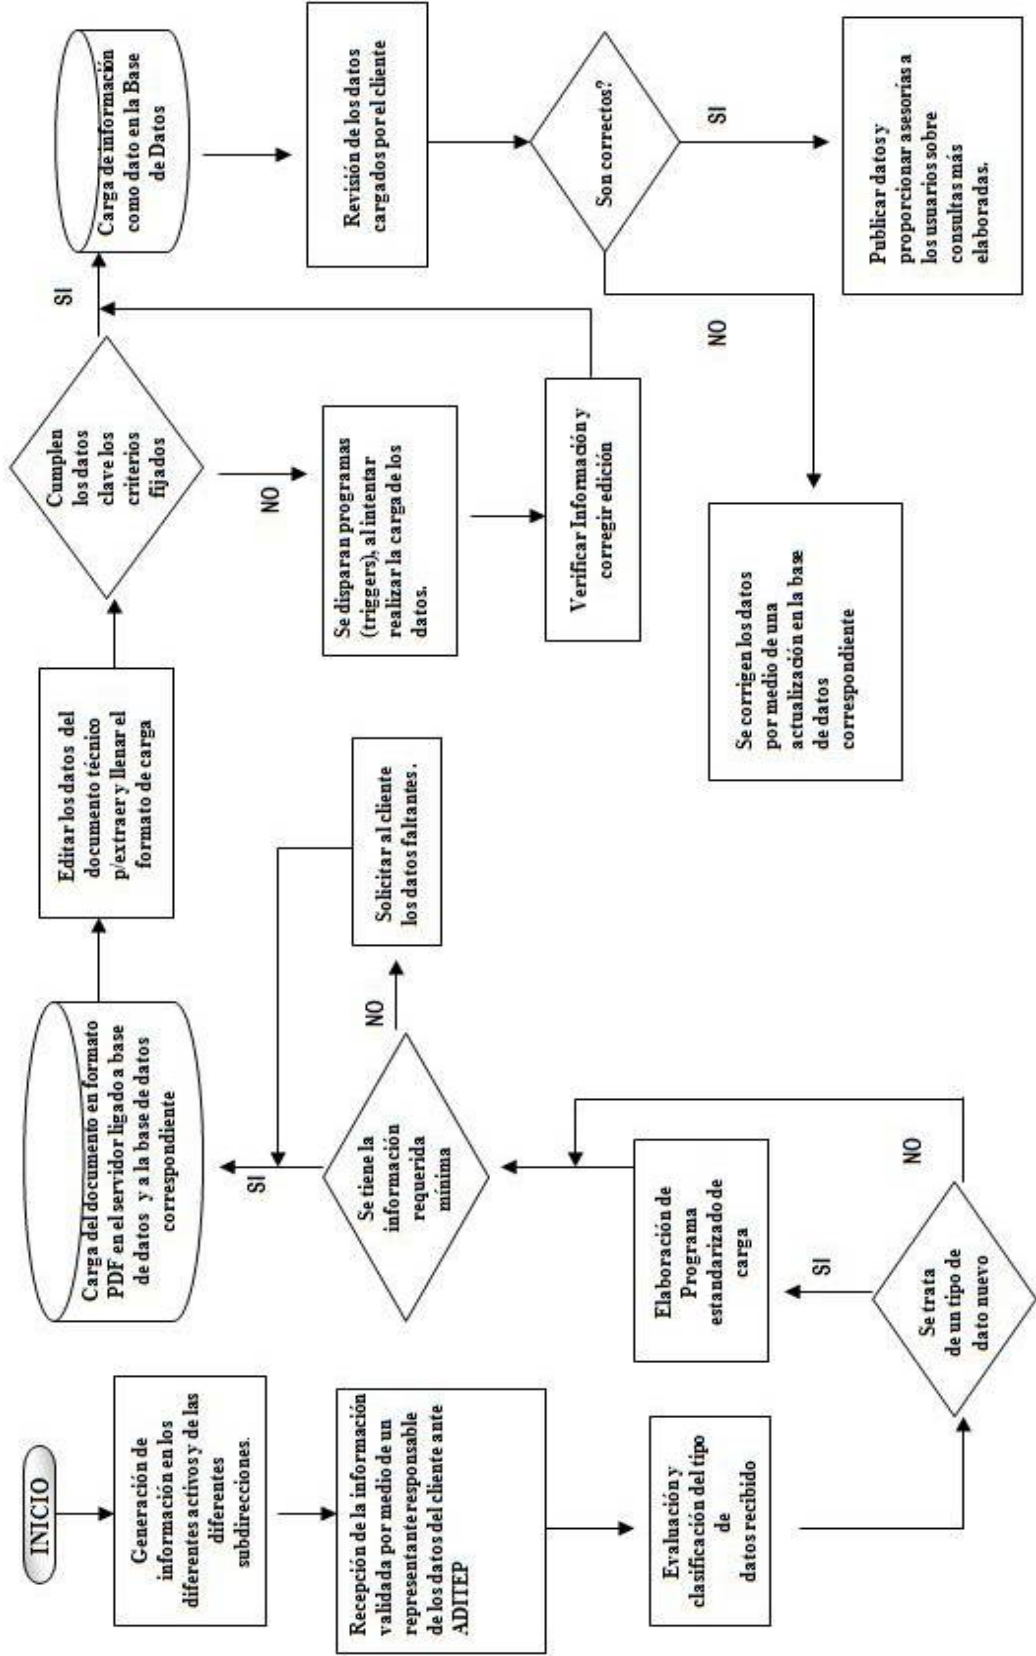 INICIO
Generación de
información en los
diferentes activos y de las
diferentes
subdirecciones.
Recepción de la información
validada por medio de un
representante responsable
de los datos del cliente ante
ADITEP
Evaluación y
clasificación del tipo
de
datos recibido
Se trata
de un tipo de
dato nuevo
SI
NO
Elaboración de
Programa
estandarizado de
carga
Se tiene la
información
requerida
mínima
SI
NO
Solicitar al cliente
los datos faltantes.
Carga del documento en formato
PDF en el servidor ligado a base
de datos y a la base de datos
correspondiente
Editar los datos del
documento técnico
p/extraer y llenar el
formato de carga
Cumplen
los datos
clave los
criterios
fijados
SI
NO
Se disparan programas
(triggers), al intentar
realizar la carga de los
datos.
Verificar Información y
corregir edición
Carga de información
como dato en la Base
de Datos
Revisión de los datos
cargados por el cliente
Son correctos?
NO
SI
Se corrigen los datos
por medio de una
actualización en la base
de datos
correspondiente
Publicar datos y
proporcionar asesorías a
los usuarios sobre
consultas más
elaboradas.